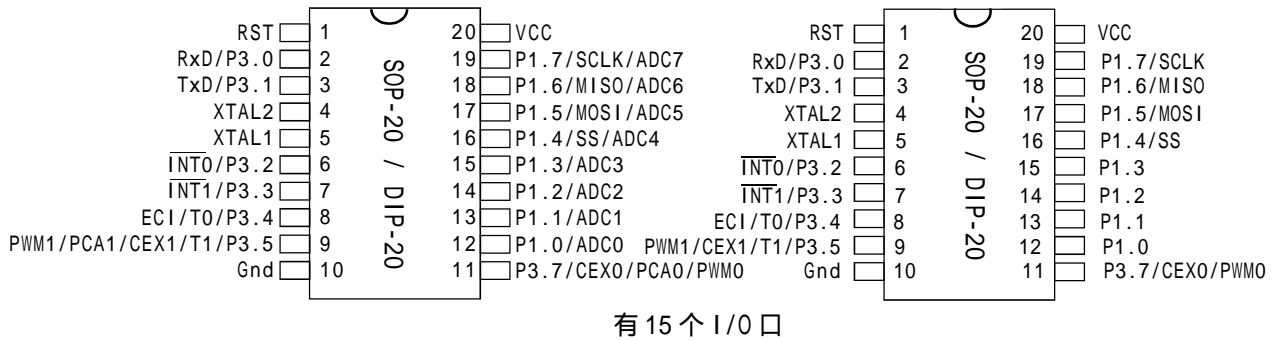 RST 1 20 VCC
RxD/P3.0 2 19 P1.7/SCLK/ADC7
TxD/P3.1 3 18 P1.6/MISO/ADC6
XTAL2 4 17 P1.5/MOSI/ADC5
XTAL1 5 16 P1.4/SS/ADC4
INT0/P3.2 6 15 P1.3/ADC3
INT1/P3.3 7 14 P1.2/ADC2
ECI/T0/P3.4 8 13 P1.1/ADC1
PWM1/PCA1/CEX1/T1/P3.5 9 12 P1.0/ADC0
Gnd 10 11 P3.7/CEX0/PCA0/PWM0
SOP-20 / DIP-20
RST 1 20 VCC
RxD/P3.0 2 19 P1.7/SCLK
TxD/P3.1 3 18 P1.6/MISO
XTAL2 4 17 P1.5/MOSI
XTAL1 5 16 P1.4/SS
INT0/P3.2 6 15 P1.3
INT1/P3.3 7 14 P1.2
ECI/T0/P3.4 8 13 P1.1
PWM1/CEX1/T1/P3.5 9 12 P1.0
Gnd 10 11 P3.7/CEX0/PWM0
SOP-20 / DIP-20
有15个I/O口